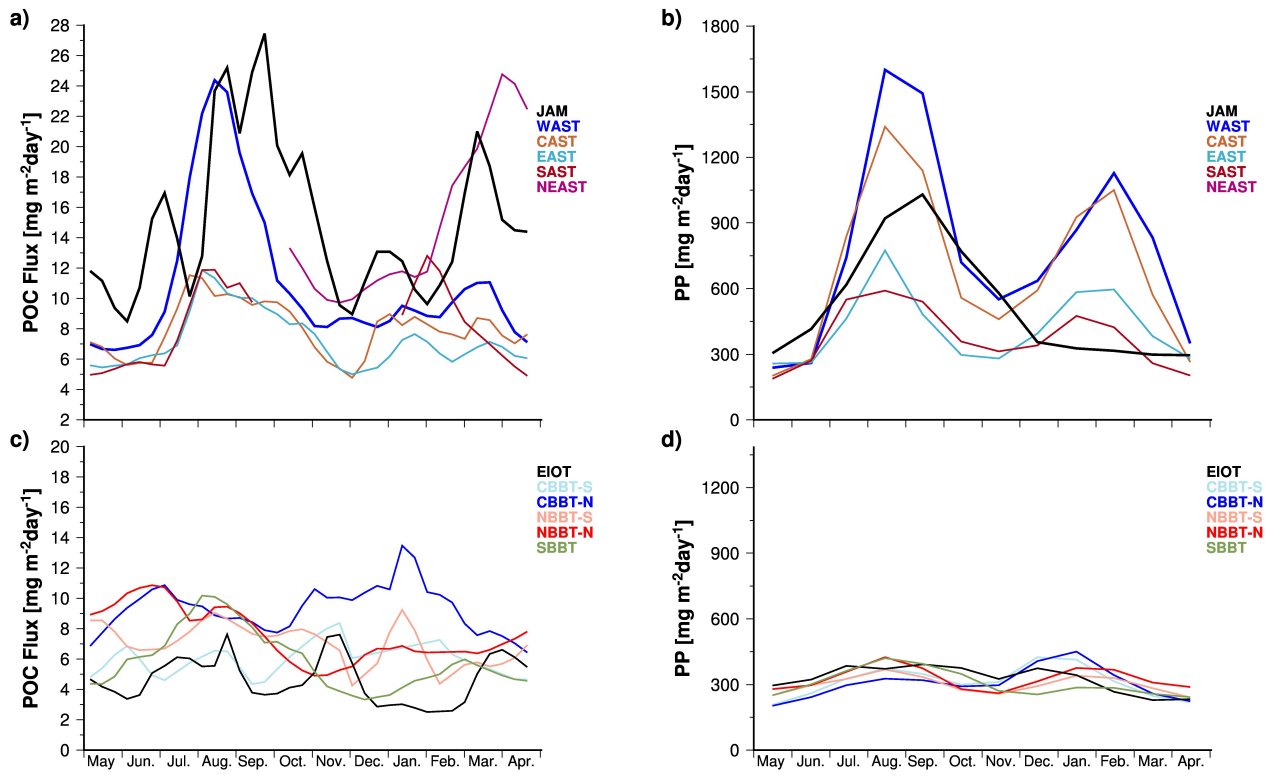 a)
POC Flux [mg m-2day-1]
28
26
24
22
20
18
16
14
12
10
8
6
4
2
JAM
WAST
CAST
EAST
SAST
NEAST
b)
PP [mg m-2day-1]
1800
1500
1200
900
600
300
0
JAM
WAST
CAST
EAST
SAST
NEAST
c)
POC Flux [mg m-2day-1]
20
18
16
14
12
10
8
6
4
2
0
EIOT
CBBT-S
CBBT-N
NBBT-S
NBBT-N
SBBT
May Jun. Jul. Aug. Sep. Oct. Nov. Dec. Jan. Feb. Mar. Apr.
d)
PP [mg m-2day-1]
1200
900
600
300
0
EIOT
CBBT-S
CBBT-N
NBBT-S
NBBT-N
SBBT
May Jun. Jul. Aug. Sep. Oct. Nov. Dec. Jan. Feb. Mar. Apr.